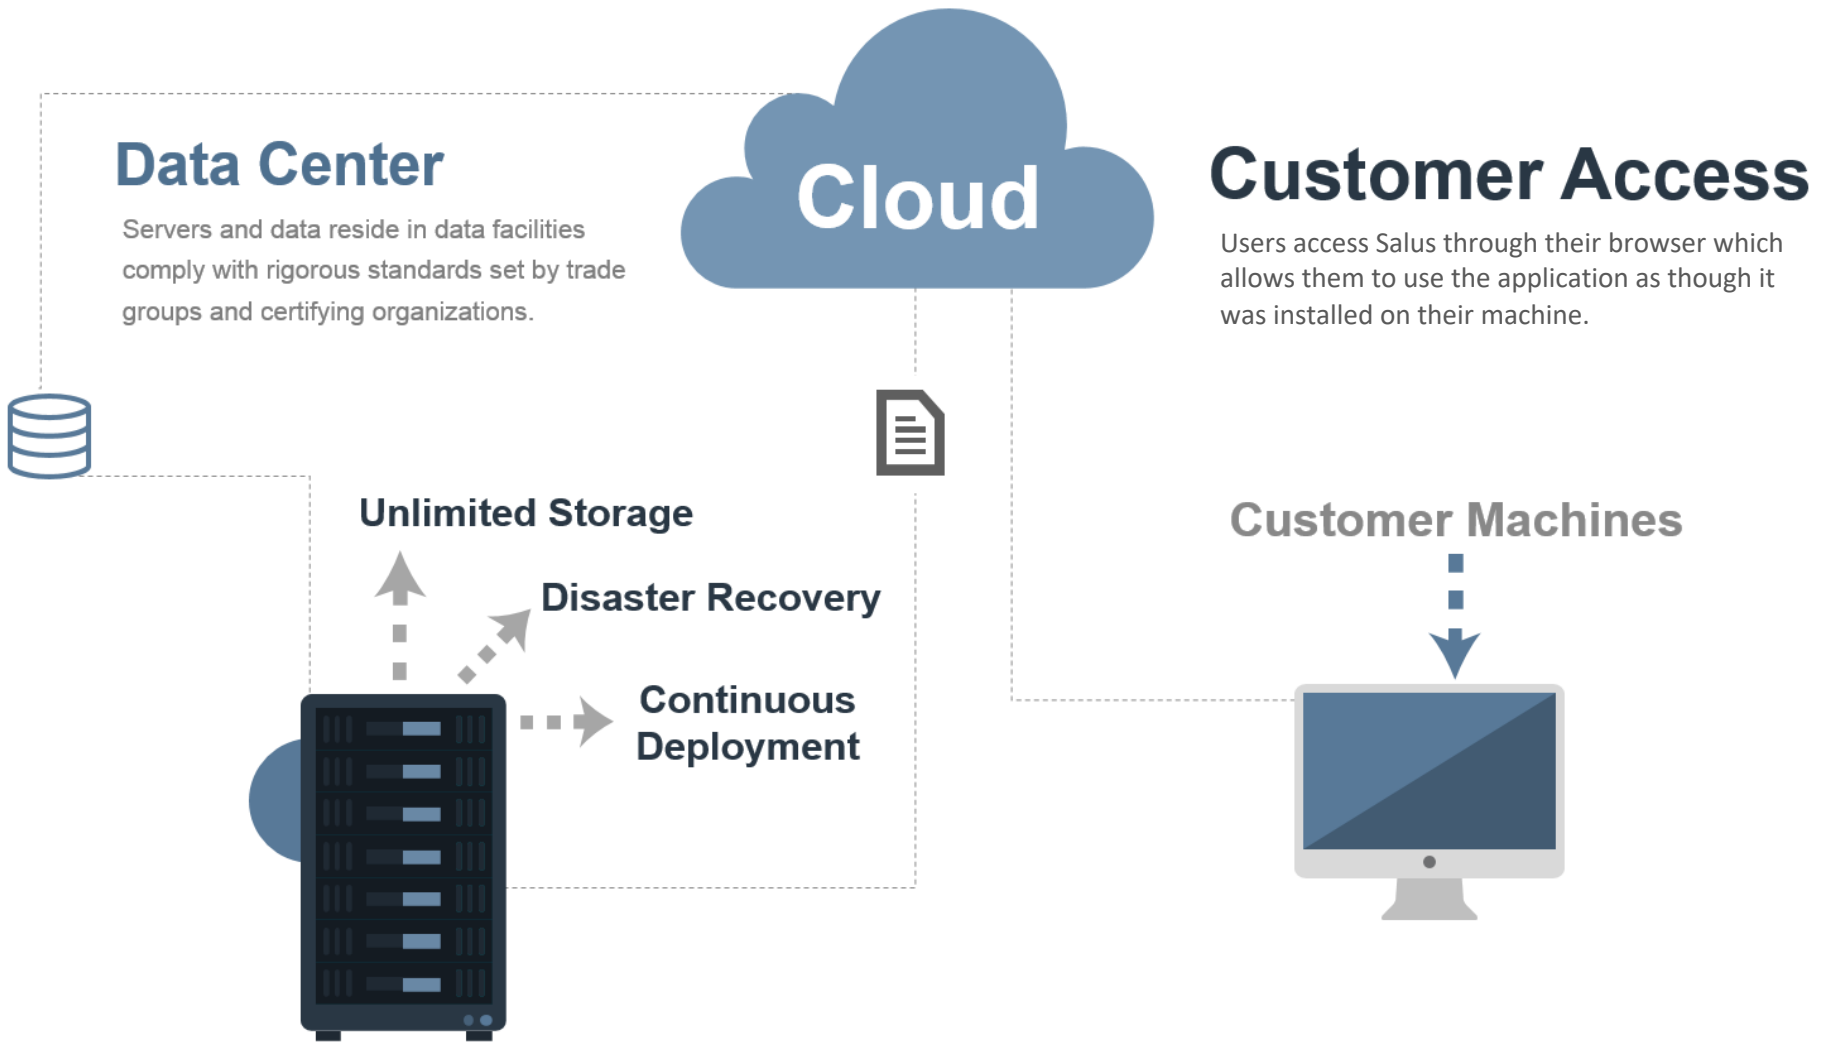 Cloud
Data Center
Servers and data reside in data facilities
comply with rigorous standards set by trade
groups and certifying organizations.
Customer Access
Users access Salus through their browser which
allows them to use the application as though it
was installed on their machine.
Unlimited Storage
Disaster Recovery
Continuous
Deployment
Customer Machines